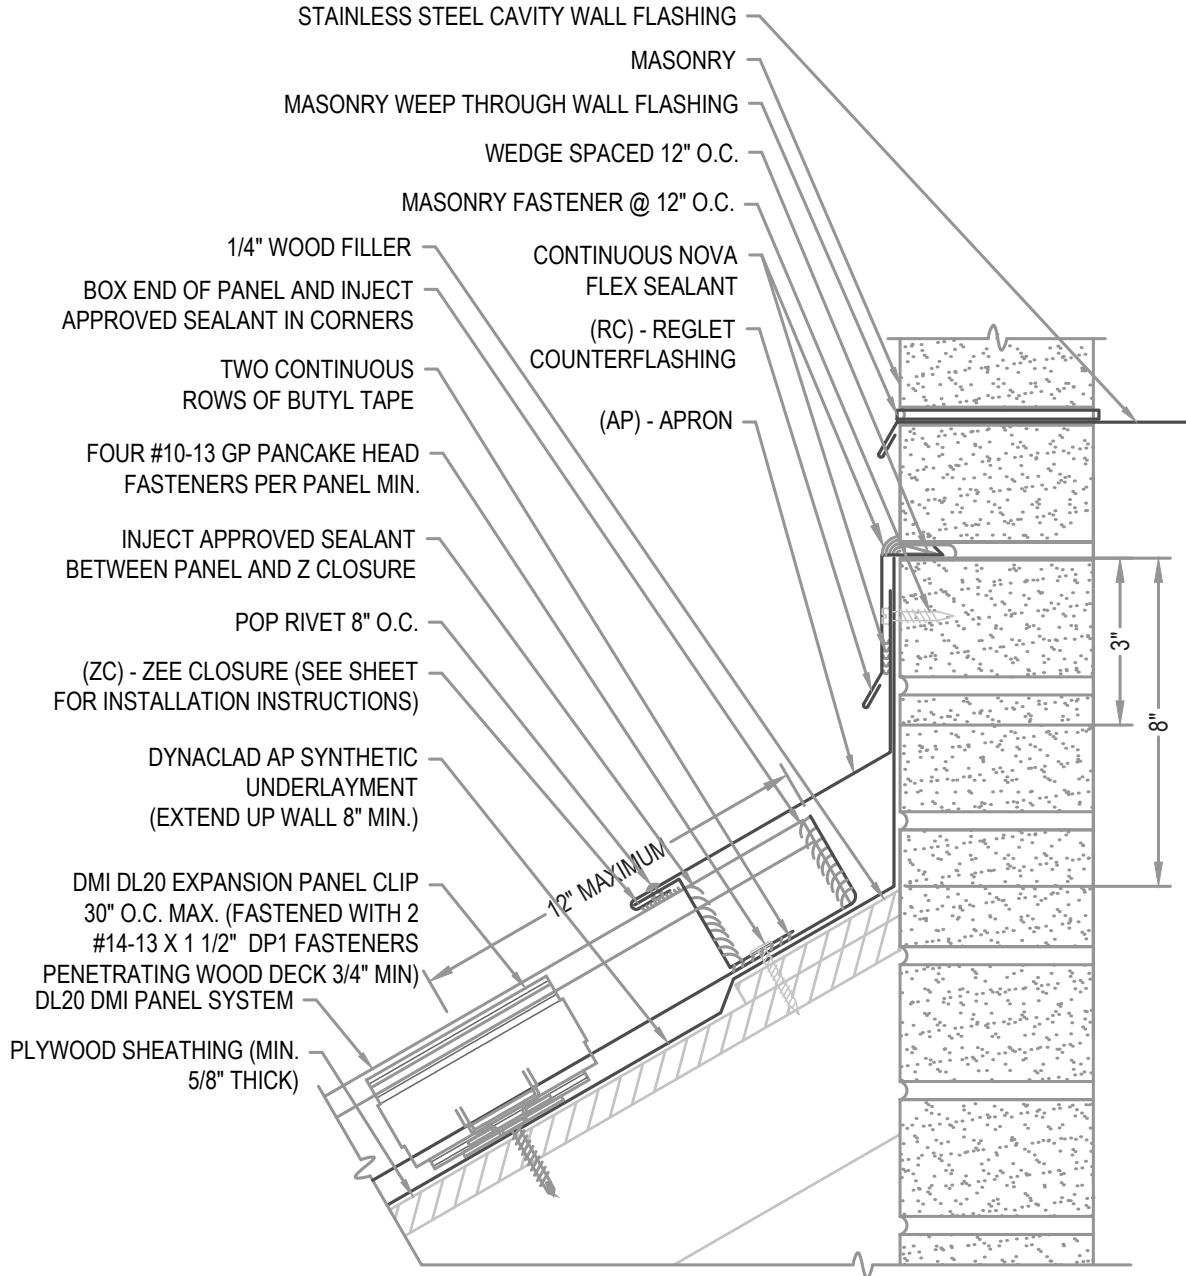 STAINLESS STEEL CAVITY WALL FLASHING
MASONRY
MASONRY WEEP THROUGH WALL FLASHING
WEDGE SPACED 12" O.C.
MASONRY FASTENER @ 12" O.C.
1/4" WOOD FILLER
CONTINUOUS NOVA
FLEX SEALANT
BOX END OF PANEL AND INJECT
APPROVED SEALANT IN CORNERS
(RC) - REGLET
COUNTERFLASHING
TWO CONTINUOUS
ROWS OF BUTYL TAPE
(AP) - APRON
FOUR #10-13 GP PANCAKE HEAD
FASTENERS PER PANEL MIN.
INJECT APPROVED SEALANT
BETWEEN PANEL AND Z CLOSURE
POP RIVET 8" O.C.
(ZC) - ZEE CLOSURE (SEE SHEET
FOR INSTALLATION INSTRUCTIONS)
DYNACLAD AP SYNTHETIC
UNDERLAYMENT
(EXTEND UP WALL 8" MIN.)
DMI DL20 EXPANSION PANEL CLIP
30" O.C. MAX. (FASTENED WITH 2
#14-13 X 1 1/2" DP1 FASTENERS
PENETRATING WOOD DECK 3/4" MIN)
DL20 DMI PANEL SYSTEM
PLYWOOD SHEATHING (MIN.
5/8" THICK)
12" MAXIMUM
3"
8"